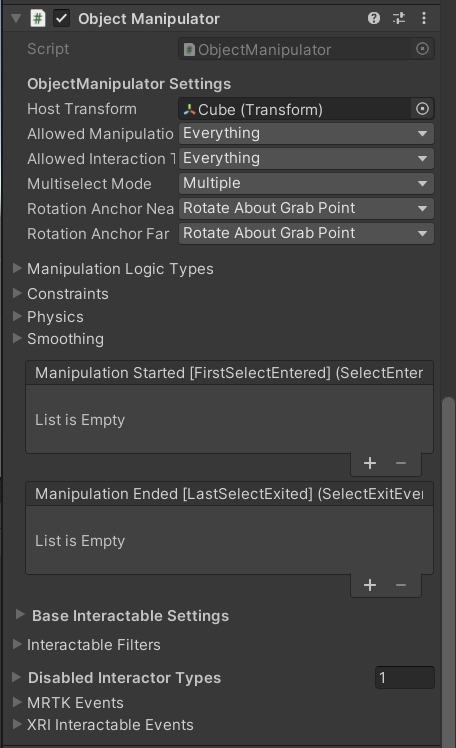 Object Manipulator
Script ObjectManipulator
ObjectManipulator Settings
Host Transform Cube (Transform)
Allowed Manipulatio Everything
Allowed Interaction T Everything
Multiselect Mode Multiple
Rotation Anchor Nea Rotate About Grab Point
Rotation Anchor Far Rotate About Grab Point
Manipulation Logic Types
Constraints
Physics
Smoothing
Manipulation Started [FirstSelectEntered] (SelectEnter
List is Empty
+ −
Manipulation Ended [LastSelectExited] (SelectExitEve
List is Empty
+ −
Base Interactable Settings
Interactable Filters
Disabled Interactor Types 1
MRTK Events
XRI Interactable Events